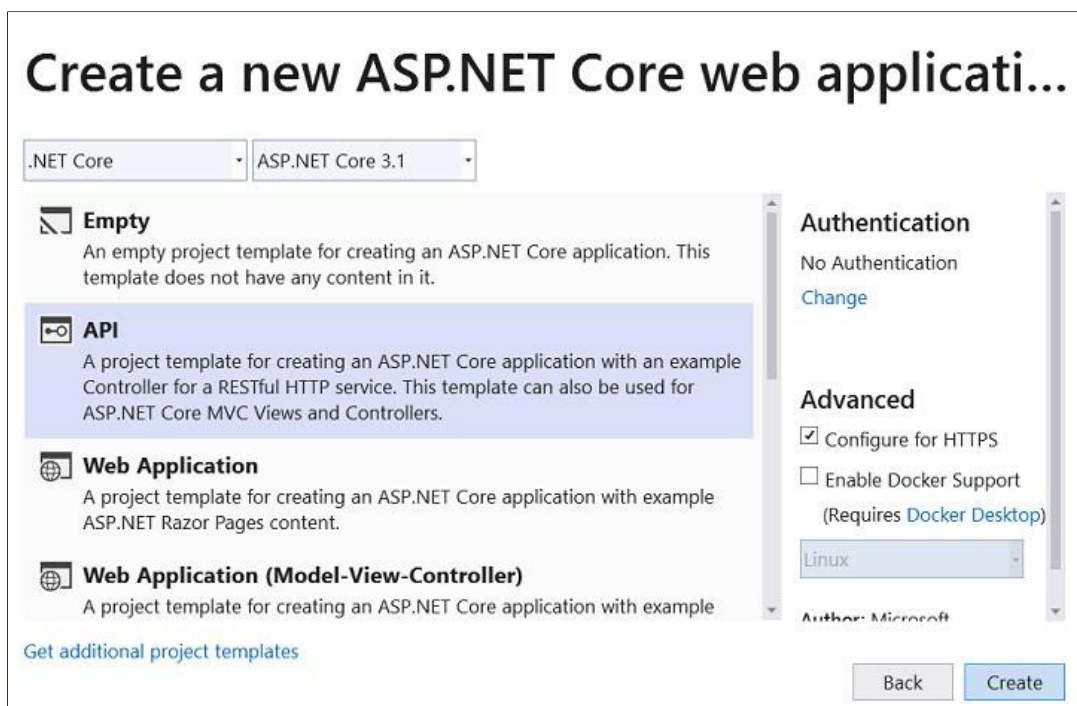 Create a new ASP.NET Core web applicati...
.NET Core
ASP.NET Core 3.1
Empty
An empty project template for creating an ASP.NET Core application. This
template does not have any content in it.
API
A project template for creating an ASP.NET Core application with an example
Controller for a RESTful HTTP service. This template can also be used for
ASP.NET Core MVC Views and Controllers.
Web Application
A project template for creating an ASP.NET Core application with example
ASP.NET Razor Pages content.
Web Application (Model-View-Controller)
A project template for creating an ASP.NET Core application with example
Get additional project templates
Authentication
No Authentication
Change
Advanced
Configure for HTTPS
Enable Docker Support
(Requires Docker Desktop)
Linux
Author: Microsoft
Back
Create